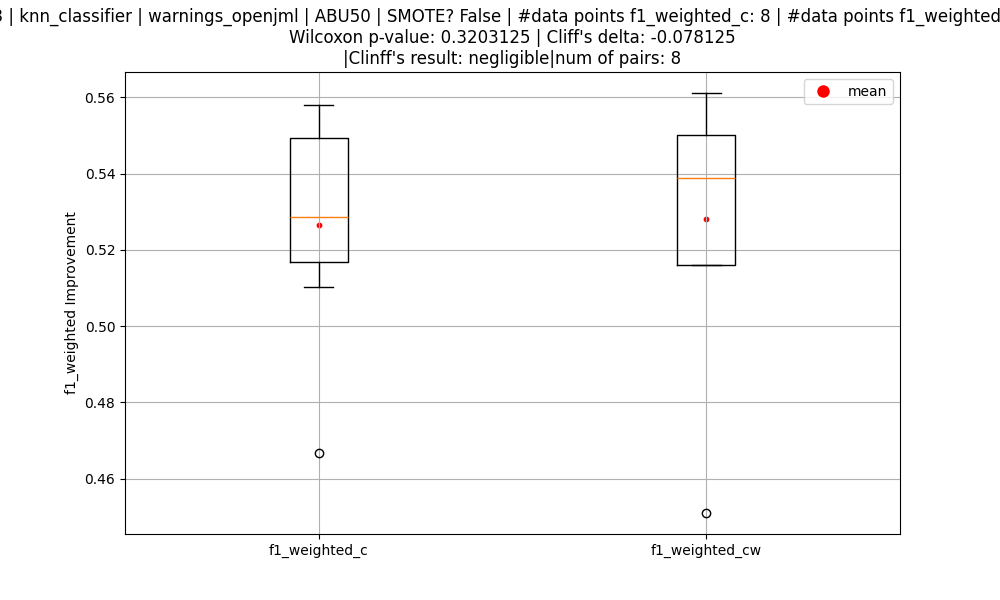 | knn_classifier | warnings_openjml | ABU50 | SMOTE? False | #data points f1_weighted_c: 8 | #data points f1_weighted
Wilcoxon p-value: 0.3203125 | Cliff's delta: -0.078125
|Clinff's result: negligible|num of pairs: 8
mean
0.56
0.54
0.52
0.50
0.48
0.46
f1_weighted Improvement
f1_weighted_c
f1_weighted_cw